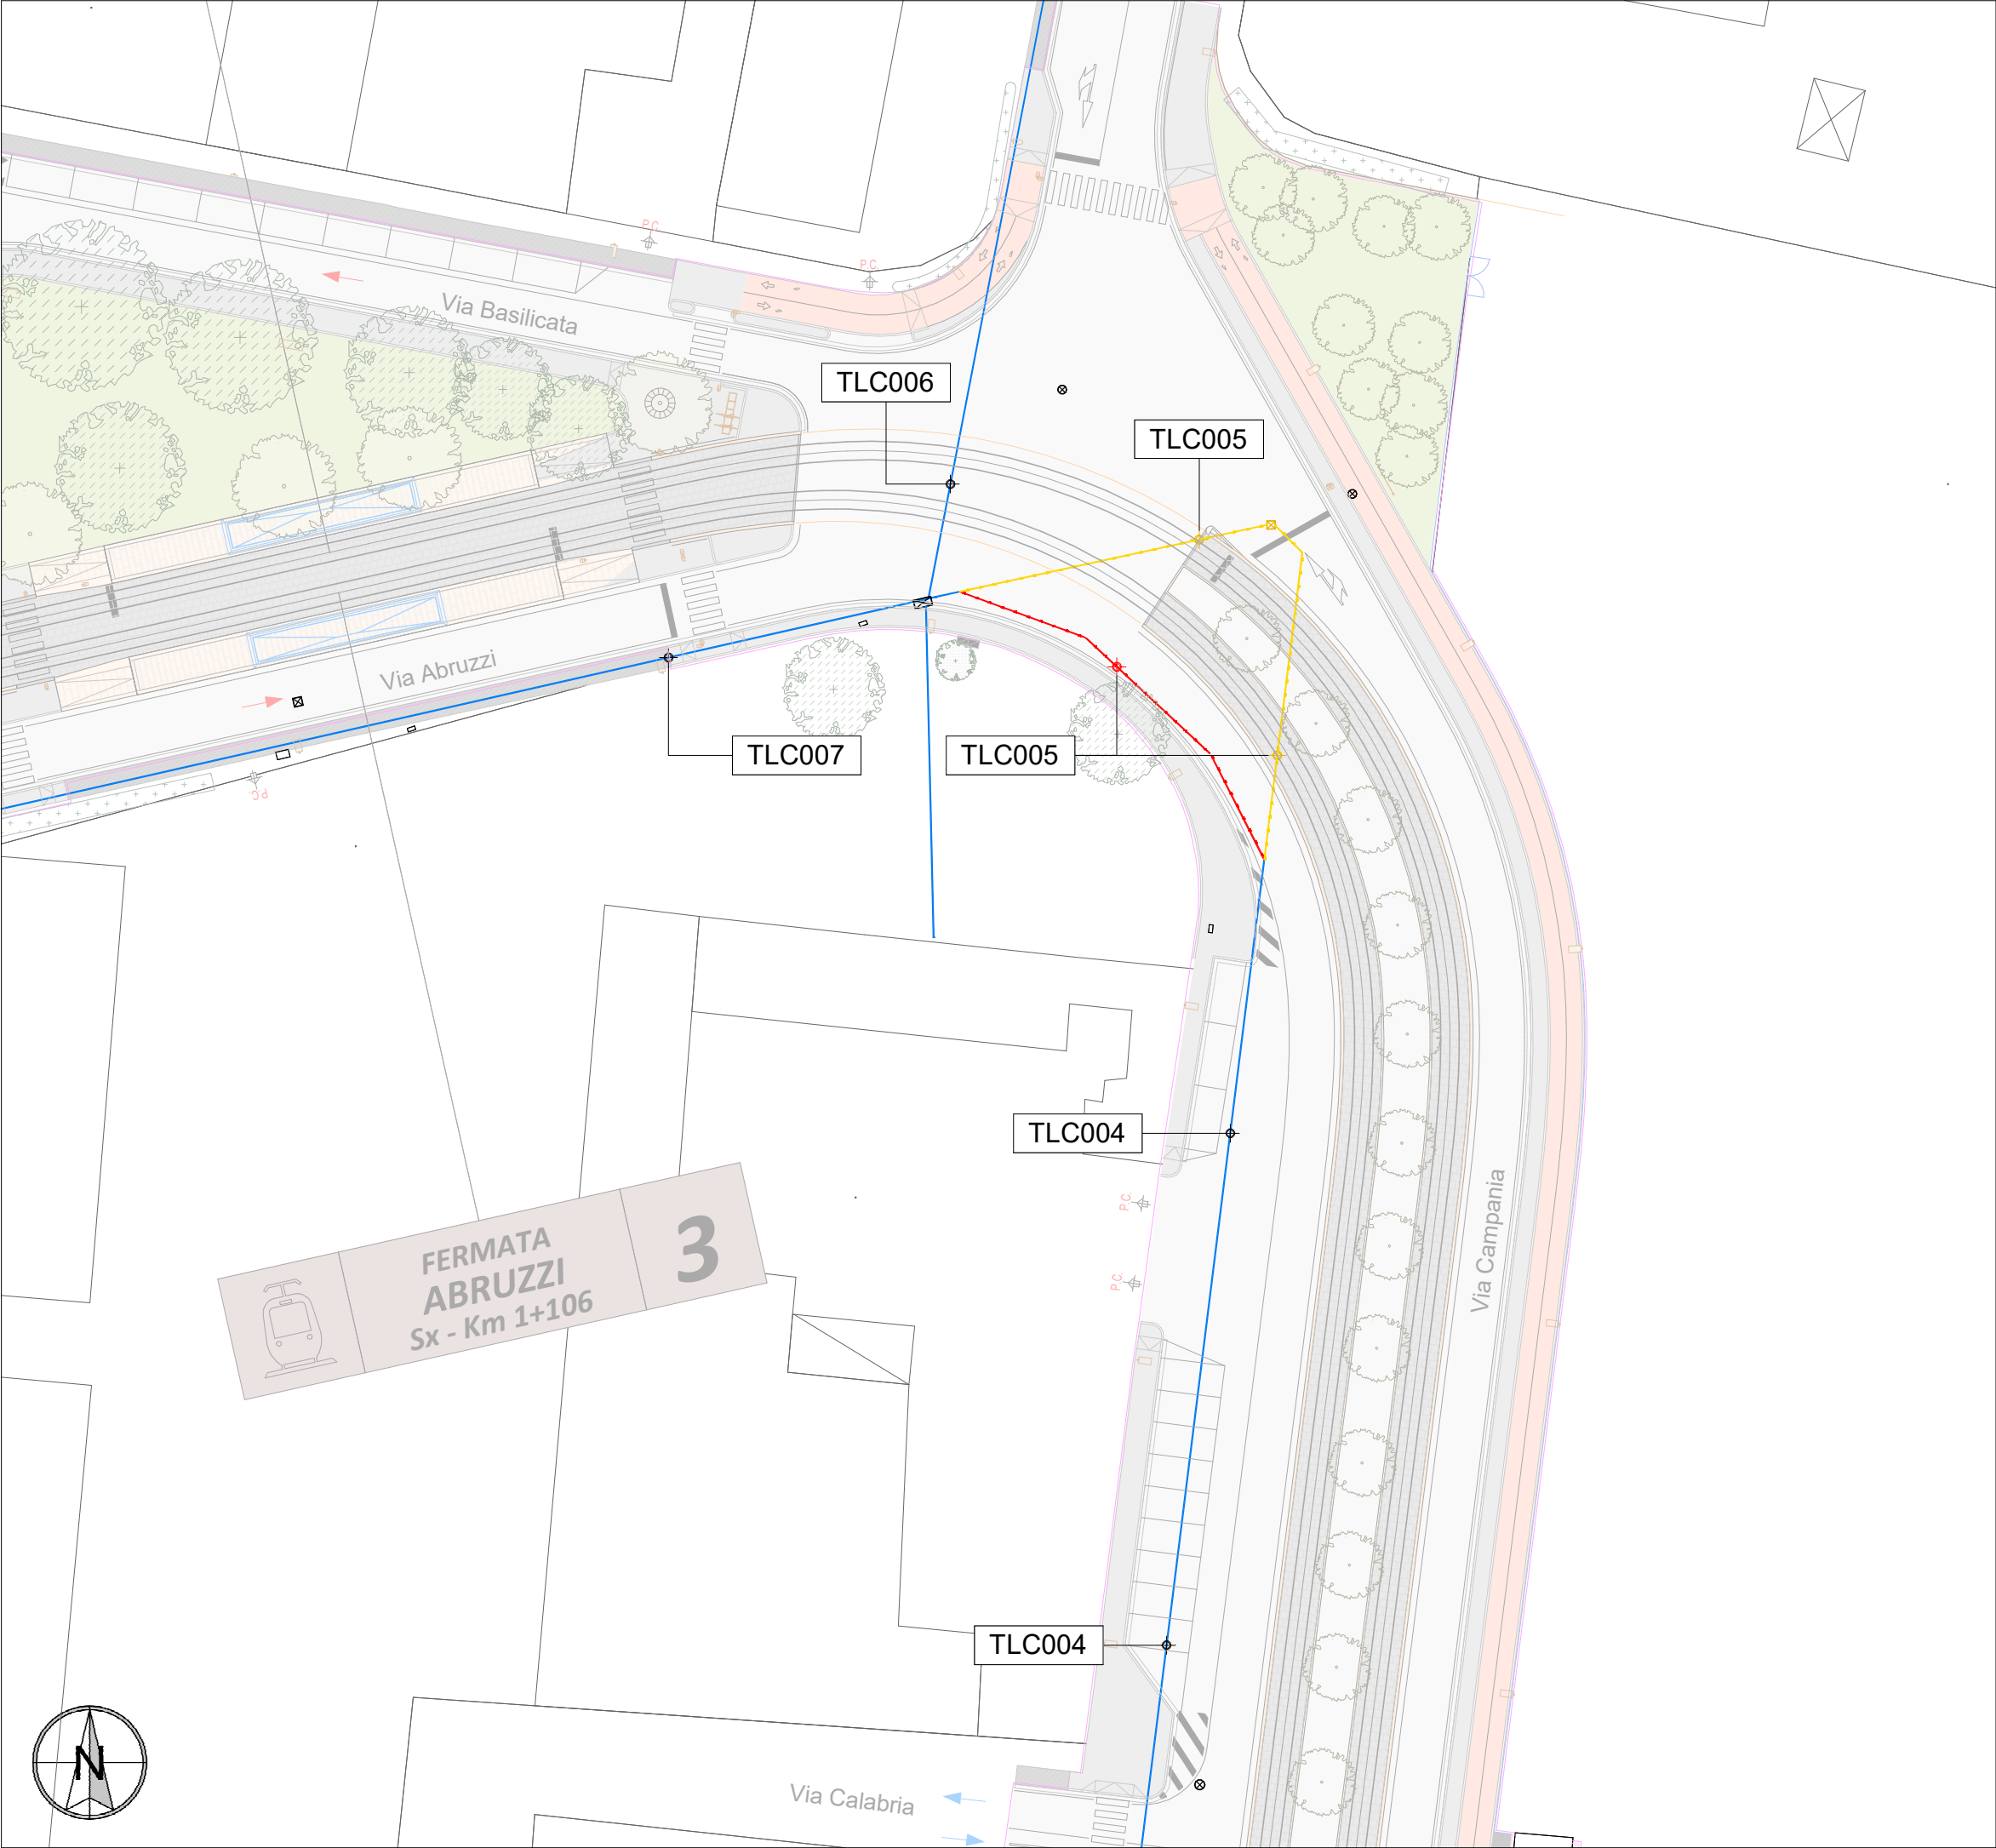 P.C.
P.C.
Via Basilicata
TLC006
TLC005
Via Abruzzi
TLC007
TLC005
P.C.
TLC004
P.C.
Via Campania
P.C.
FERMATA
ABRUZZI
Sx - Km 1+106
3
TLC004
N
Via Calabria